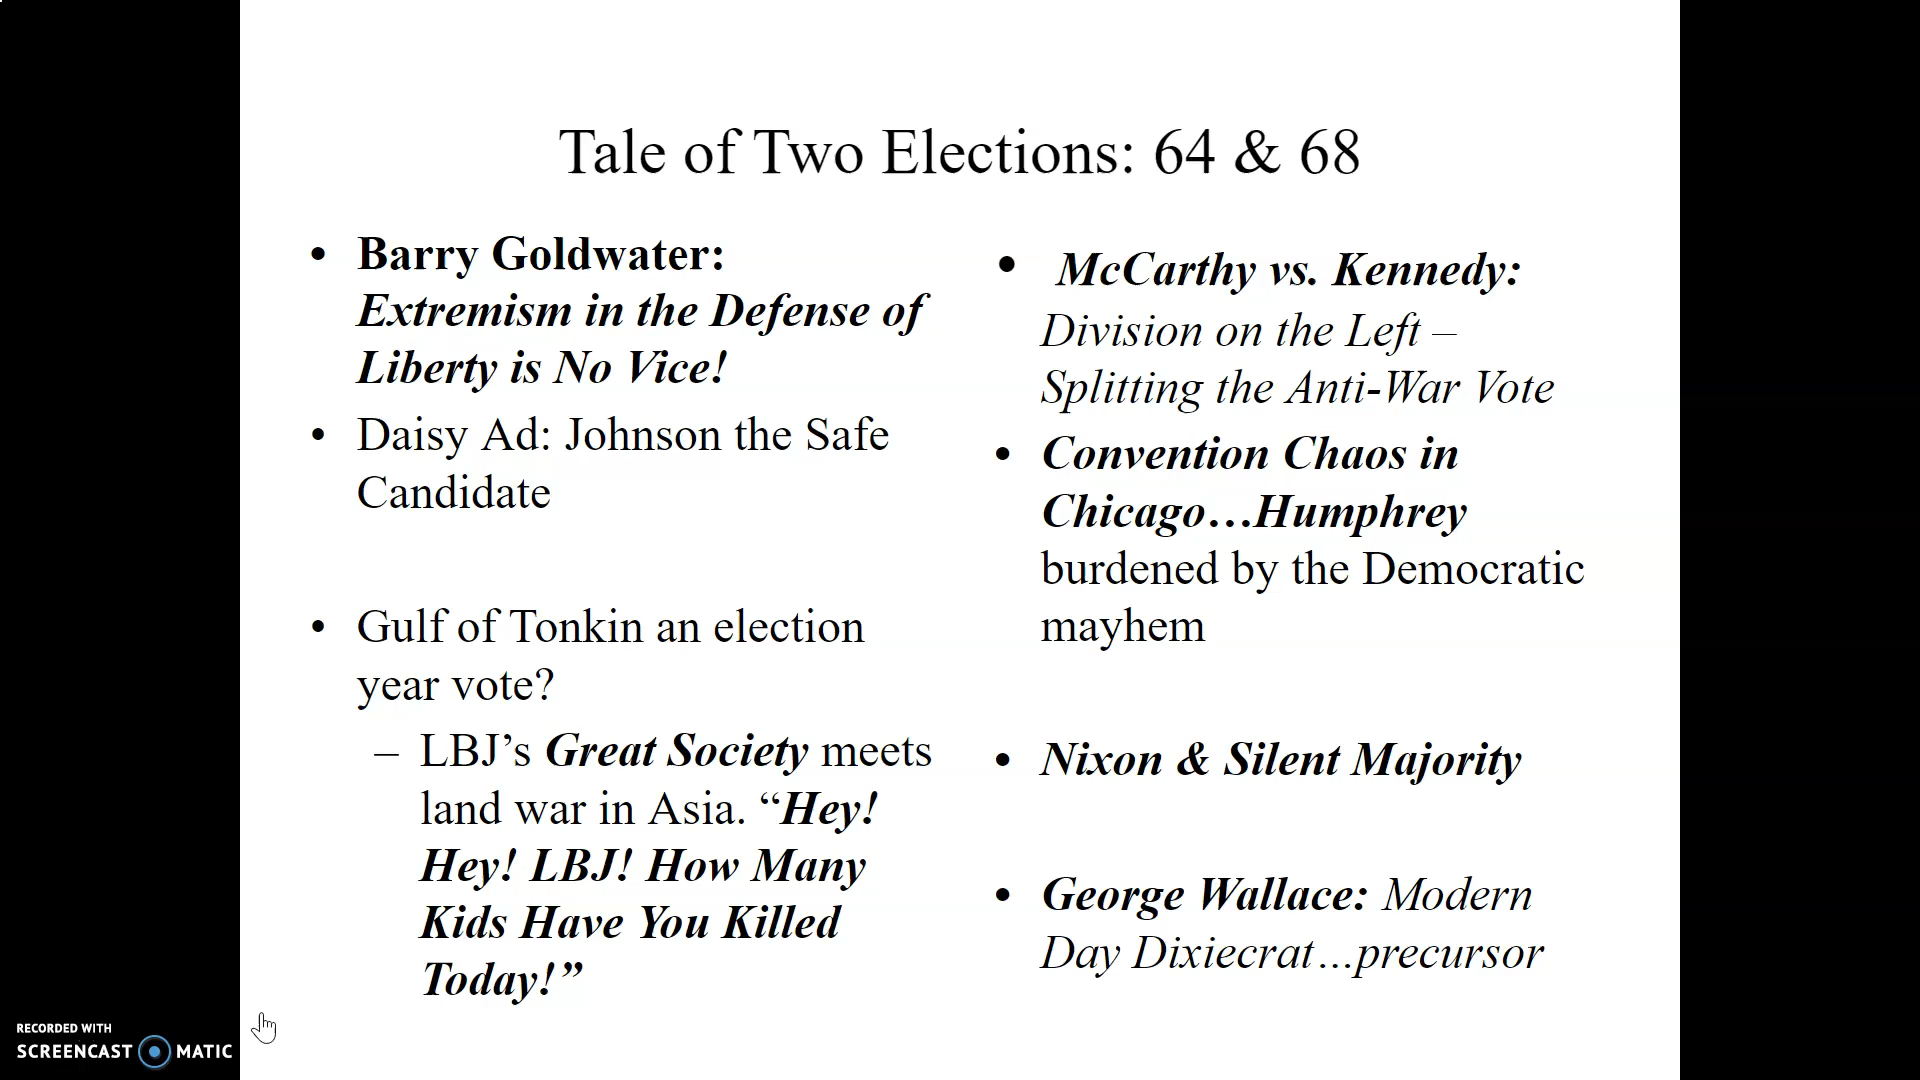 Tale of Two Elections: 64 & 68
• Barry Goldwater:
Extremism in the Defense of
Liberty is No Vice!
• Daisy Ad: Johnson the Safe
Candidate
• Gulf of Tonkin an election
year vote?
– LBJ’s Great Society meets
land war in Asia. “Hey!
Hey! LBJ! How Many
Kids Have You Killed
Today!”
• McCarthy vs. Kennedy:
Division on the Left –
Splitting the Anti-War Vote
• Convention Chaos in
Chicago…Humphrey
burdened by the Democratic
mayhem
• Nixon & Silent Majority
• George Wallace: Modern
Day Dixiecrat…precursor
RECORDED WITH
SCREENCAST MATIC